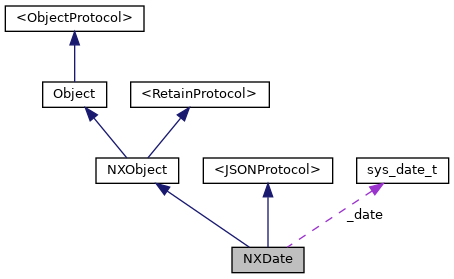 <ObjectProtocol>
Object
<RetainProtocol>
NXObject
<JSONProtocol>
sys_date_t
_date
NXDate